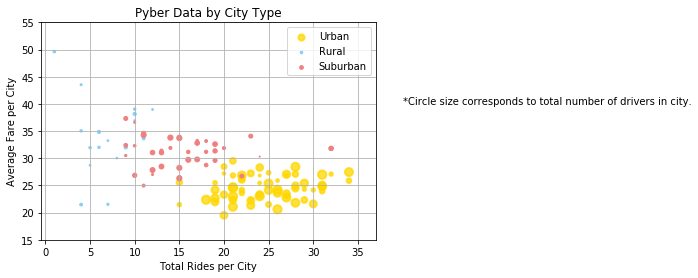 Pyber Data by City Type
55
50
45
40
35
30
25
20
15
Average Fare per City
Urban
Rural
Suburban
*Circle size corresponds to total number of drivers in city.
0 5 10 15 20 25 30 35
Total Rides per City